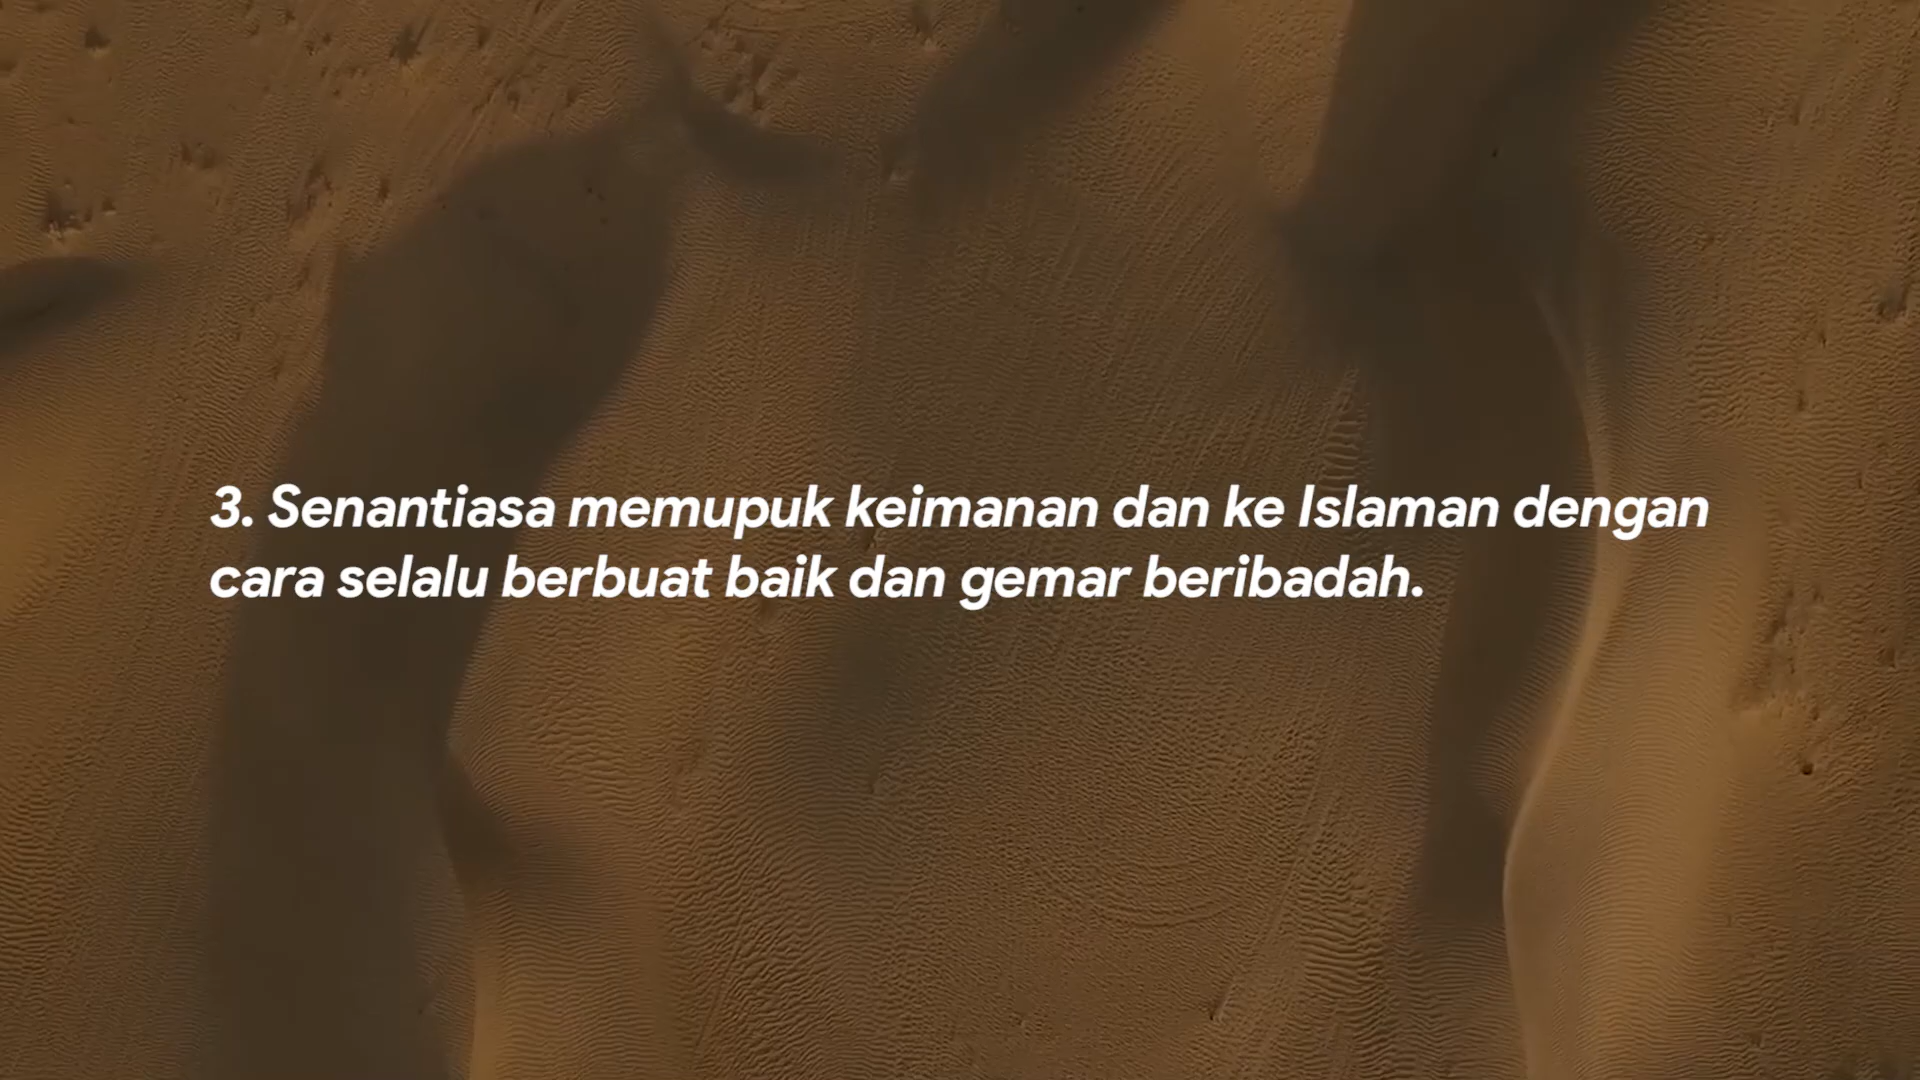 3. Senantiasa memupuk keimanan dan ke Islaman dengan
cara selalu berbuat baik dan gemar beribadah.